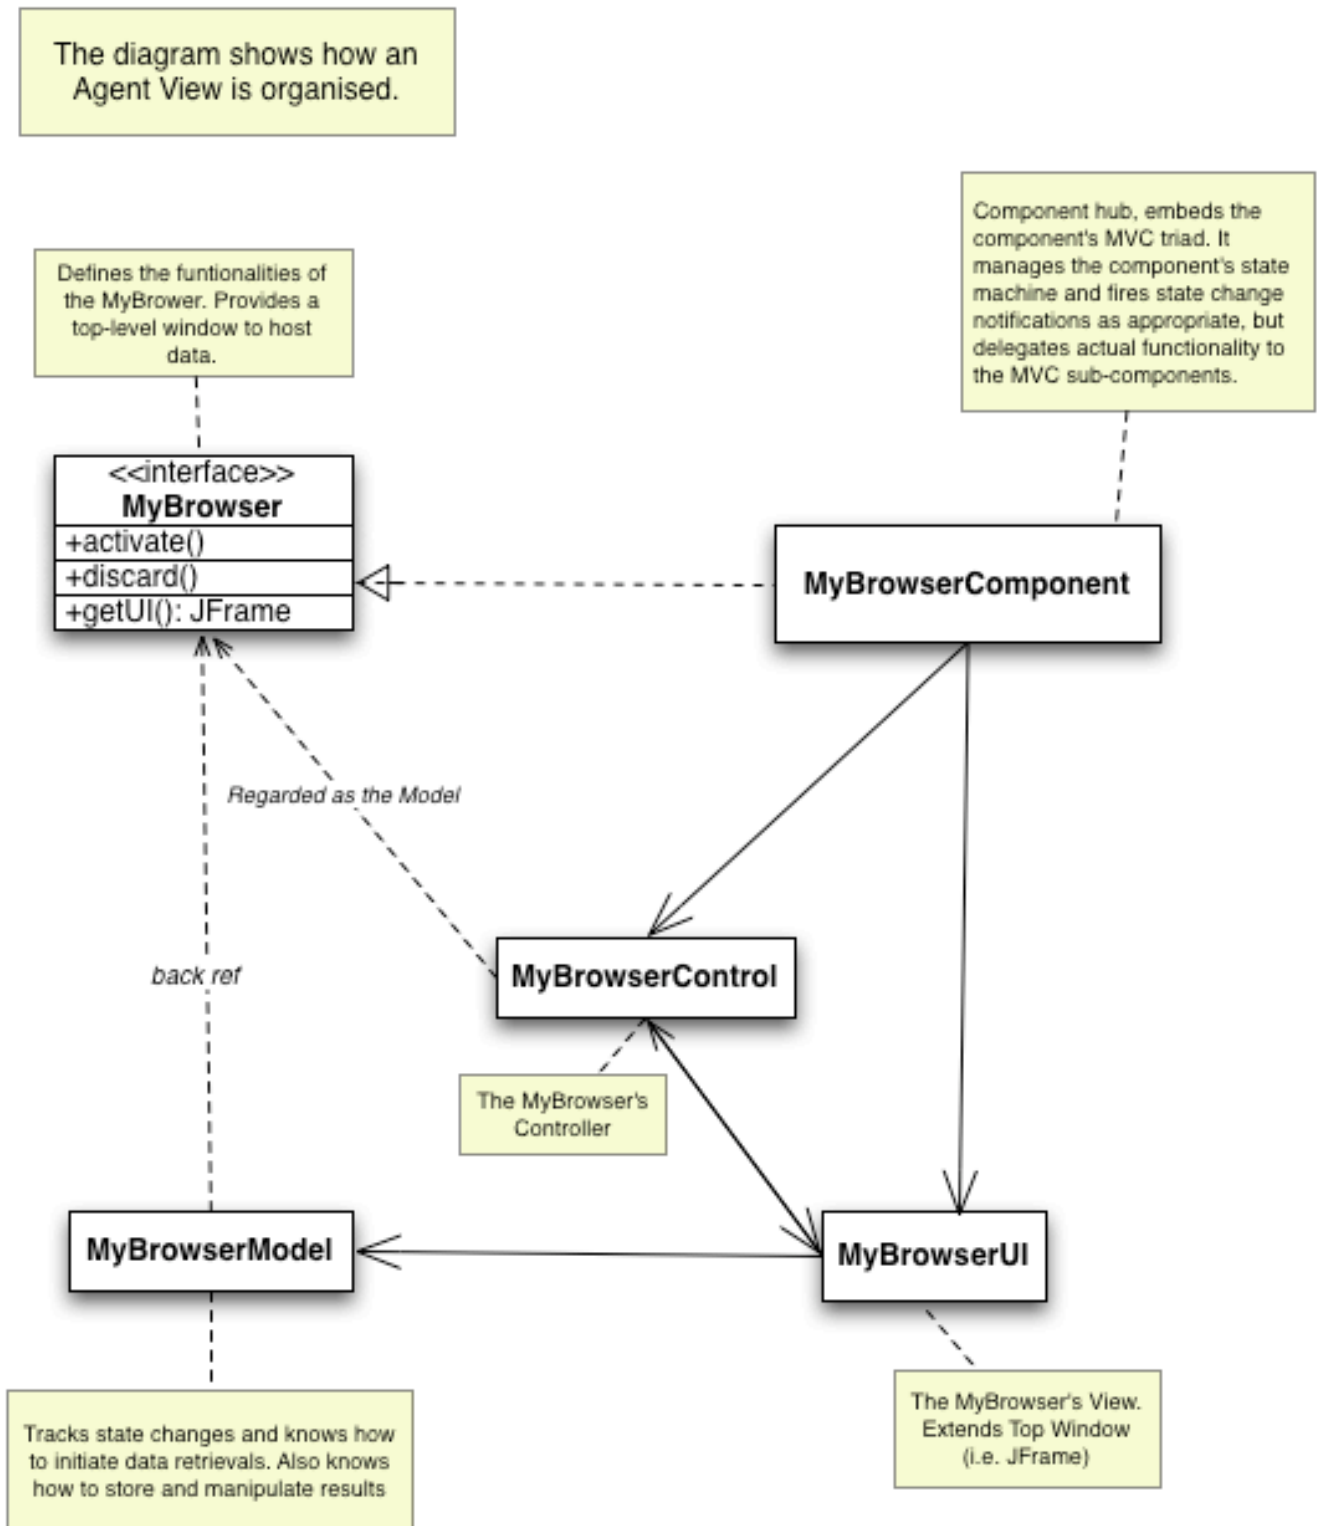 The diagram shows how an
Agent View is organised.
Component hub, embeds the
component's MVC triad. It
manages the component's state
machine and fires state change
notifications as appropriate, but
delegates actual functionality to
the MVC sub-components.
Defines the funtionalities of
the MyBrower. Provides a
top-level window to host
data.
<<interface>>
MyBrowser
+activate()
+discard()
+getUI(): JFrame
MyBrowserComponent
Regarded as the Model
back ref
MyBrowserControl
The MyBrowser's
Controller
MyBrowserModel
MyBrowserUI
The MyBrowser's View.
Extends Top Window
(i.e. JFrame)
Tracks state changes and knows how
to initiate data retrievals. Also knows
how to store and manipulate results